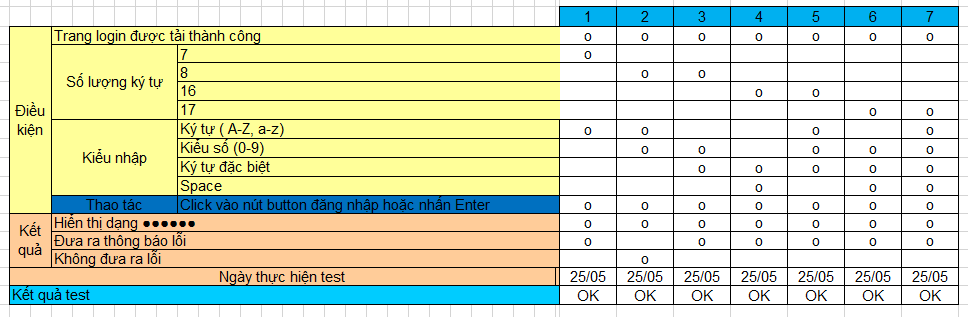 1 2 3 4 5 6 7
Trang login được tải thành công o o o o o o o
Điều kiện
Số lượng ký tự
7 o
8 o o
16 o o
17 o o
Kiểu nhập
Ký tự ( A-Z, a-z) o o o o
Kiểu số (0-9) o o o o o
Ký tự đặc biệt o o o o o
Space o o o o
Thao tác Click vào nút button đăng nhập hoặc nhấn Enter o o o o o o o
Kết quả
Hiển thị dạng ●●●●●● o o o o o o o
Đưa ra thông báo lỗi o o o o o o
Không đưa ra lỗi o
Ngày thực hiện test 25/05 25/05 25/05 25/05 25/05 25/05 25/05
Kết quả test OK OK OK OK OK OK OK